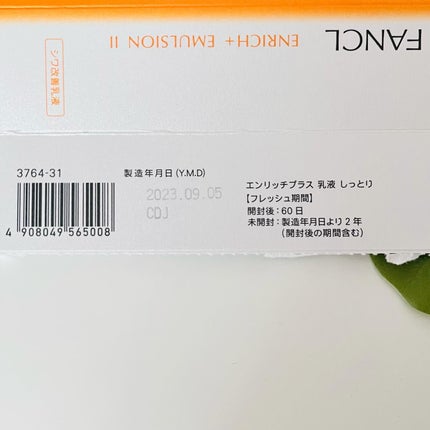 FANCL
ENRICH+ EMULSION II
シワ改善乳液
3764-31
製造年月日(Y.M.D)
2023.09.05
CDJ
4 908049 565008
エンリッチプラス 乳液 しっとり
【フレッシュ期間】
開封後:60日
未開封:製造年月日より2年
(開封後の期間含む)